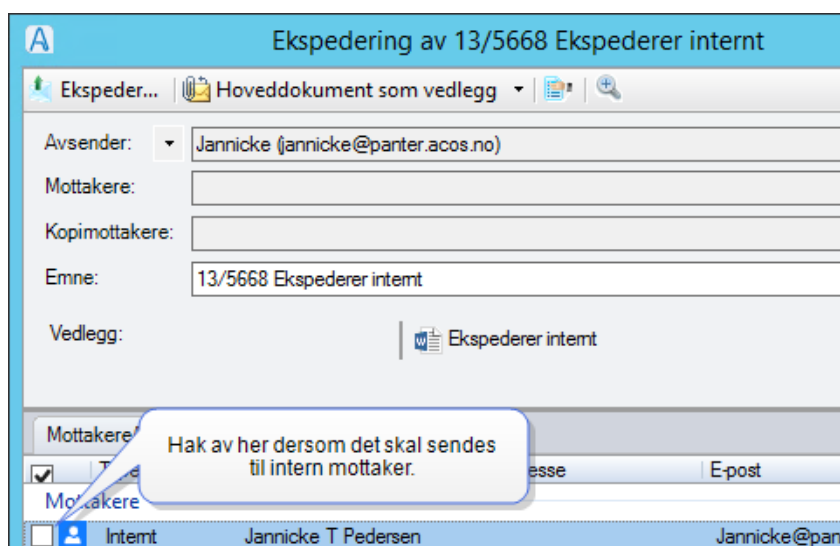 A Ekspedering av 13/5668 Ekspederer internt
Ekspeder... Hoveddokument som vedlegg
Avsender: Jannicke (jannicke@panter.acos.no)
Mottakere:
Kopimottakere:
Emne: 13/5668 Ekspederer internt
Vedlegg: Ekspederer internt
Mottakere
Hak av her dersom det skal sendes
til intern mottaker.
E-post
Mottakere
Internt Jannicke T Pedersen Jannicke@pan